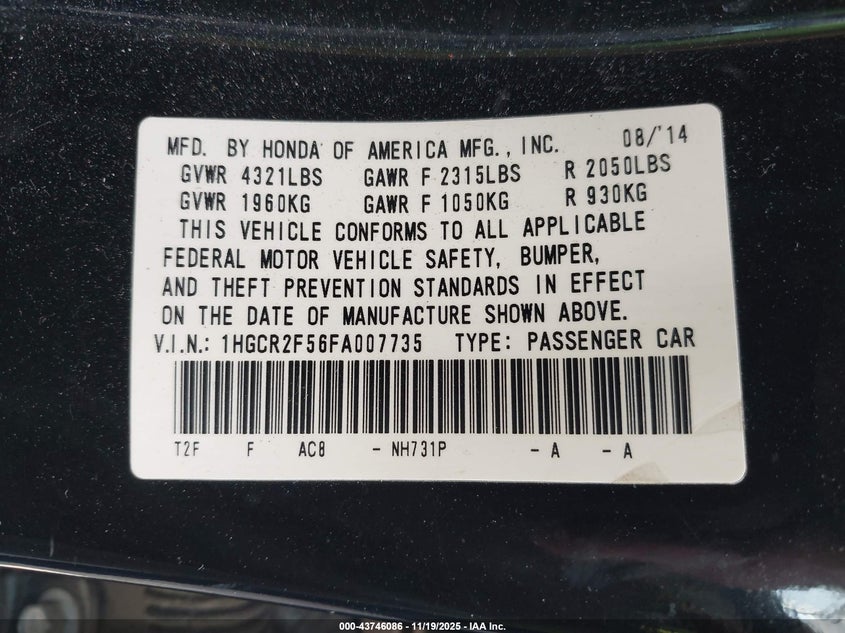 MFD. BY HONDA OF AMERICA MFG., INC. 08/'14
GVWR 4321LBS GAWR F 2315LBS R 2050LBS
GVWR 1960KG GAWR F 1050KG R 930KG
THIS VEHICLE CONFORMS TO ALL APPLICABLE
FEDERAL MOTOR VEHICLE SAFETY, BUMPER,
AND THEFT PREVENTION STANDARDS IN EFFECT
ON THE DATE OF MANUFACTURE SHOWN ABOVE.
V.I.N.: 1HGCR2F56FA007735 TYPE: PASSENGER CAR
T2F F AC8 - NH731P - A - A
000-43746086 - 11/19/2025 - IAA Inc.